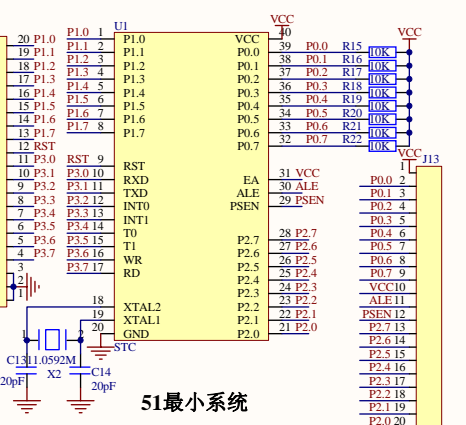 U1
VCC
STC
P1.0 1 P1.0
P1.1 2 P1.1
P1.2 3 P1.2
P1.3 4 P1.3
P1.4 5 P1.4
P1.5 6 P1.5
P1.6 7 P1.6
P1.7 8 P1.7
RST 9 RST
P3.0 10 RXD
P3.1 11 TXD
P3.2 12 INT0
P3.3 13 INT1
P3.4 14 T0
P3.5 15 T1
P3.6 16 WR
P3.7 17 RD
18 XTAL2
19 XTAL1
20 GND
VCC 40
P0.0 39 P0.0 R15 10K
P0.1 38 P0.1 R16 10K
P0.2 37 P0.2 R17 10K
P0.3 36 P0.3 R18 10K
P0.4 35 P0.4 R19 10K
P0.5 34 P0.5 R20 10K
P0.6 33 P0.6 R21 10K
P0.7 32 P0.7 R22 10K
VCC
EA 31 VCC
ALE 30 ALE
PSEN 29 PSEN
P2.7 28 P2.7
P2.6 27 P2.6
P2.5 26 P2.5
P2.4 25 P2.4
P2.3 24 P2.3
P2.2 23 P2.2
P2.1 22 P2.1
P2.0 21 P2.0
20 P1.0
19 P1.1
18 P1.2
17 P1.3
16 P1.4
15 P1.5
14 P1.6
13 P1.7
12 RST
11 P3.0
10 P3.1
9 P3.2
8 P3.3
7 P3.4
6 P3.5
5 P3.6
4 P3.7
3
2
1
VCC J13
1
P0.0 2
P0.1 3
P0.2 4
P0.3 5
P0.4 6
P0.5 7
P0.6 8
P0.7 9
VCC 10
ALE 11
PSEN 12
P2.7 13
P2.6 14
P2.5 15
P2.4 16
P2.3 17
P2.2 18
P2.1 19
P2.0 20
1 2
C13 11.0592M
X2
20pF
C14
20pF
51最小系统